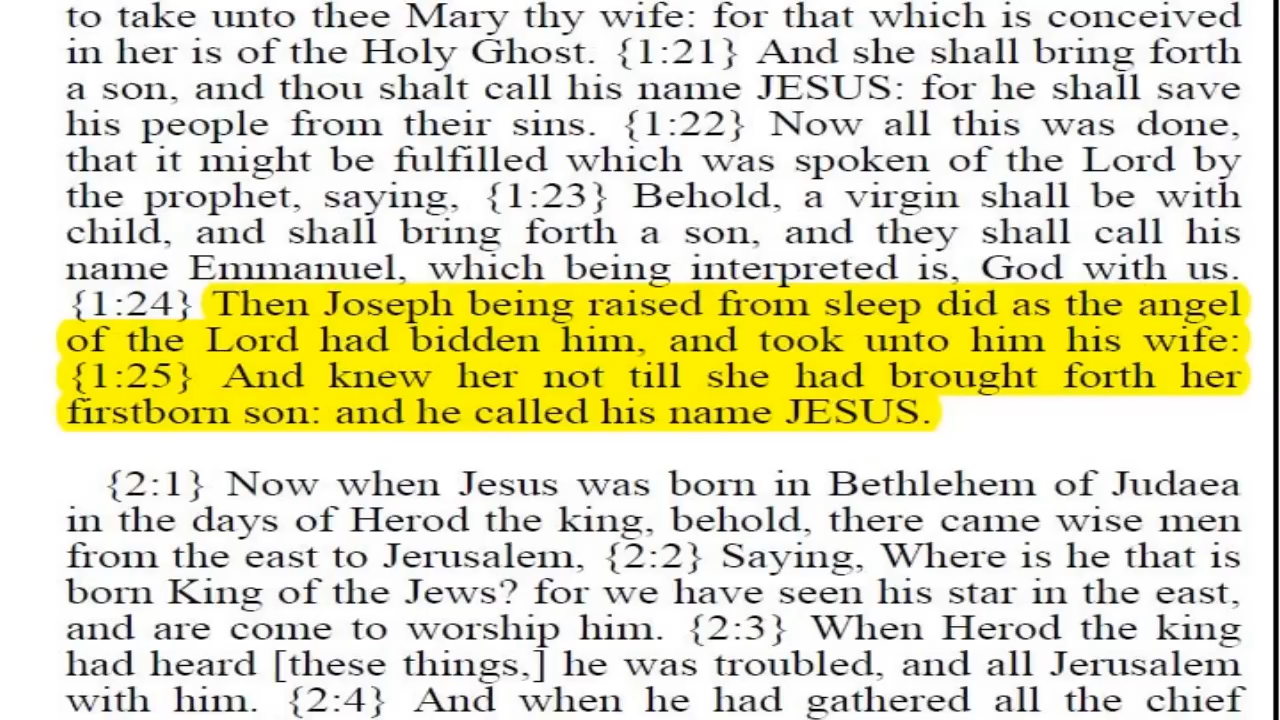 to take unto thee Mary thy wife: for that which is conceived
in her is of the Holy Ghost. {1:21} And she shall bring forth
a son, and thou shalt call his name JESUS: for he shall save
his people from their sins. {1:22} Now all this was done,
that it might be fulfilled which was spoken of the Lord by
the prophet, saying, {1:23} Behold, a virgin shall be with
child, and shall bring forth a son, and they shall call his
name Emmanuel, which being interpreted is, God with us.
{1:24} Then Joseph being raised from sleep did as the angel
of the Lord had bidden him, and took unto him his wife:
{1:25} And knew her not till she had brought forth her
firstborn son: and he called his name JESUS.
{2:1} Now when Jesus was born in Bethlehem of Judaea
in the days of Herod the king, behold, there came wise men
from the east to Jerusalem, {2:2} Saying, Where is he that is
born King of the Jews? for we have seen his star in the east,
and are come to worship him. {2:3} When Herod the king
had heard [these things,] he was troubled, and all Jerusalem
with him. {2:4} And when he had gathered all the chief